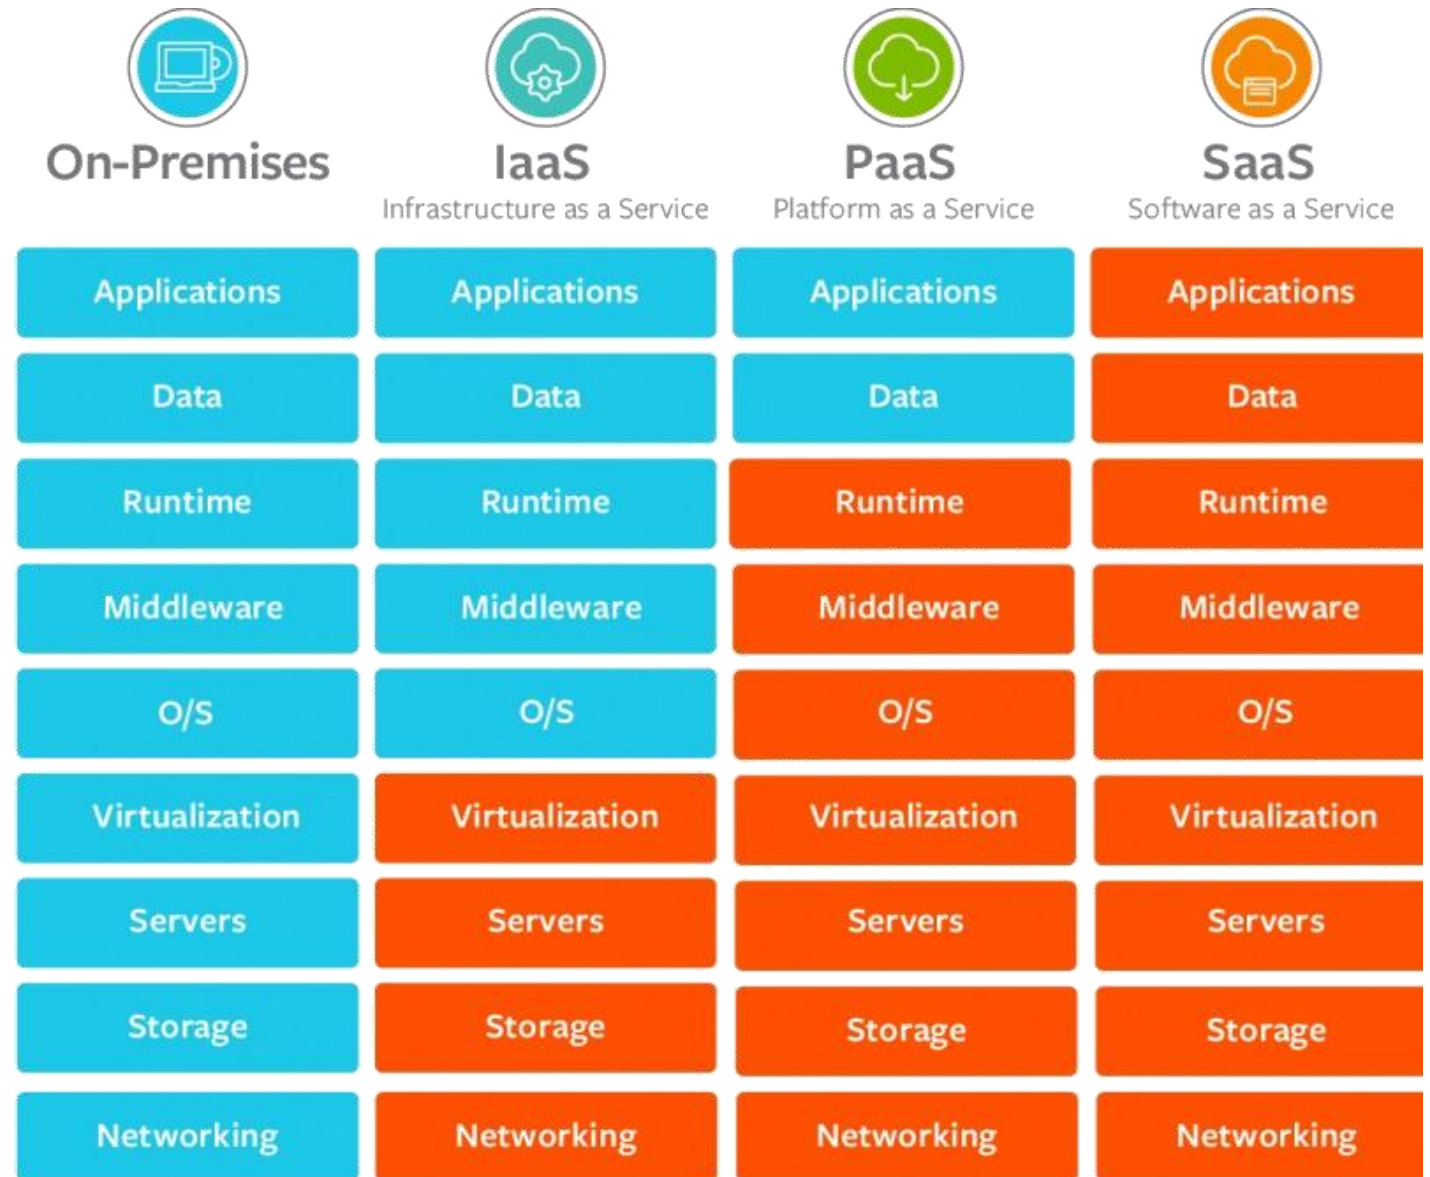 On-Premises
IaaS
Infrastructure as a Service
PaaS
Platform as a Service
SaaS
Software as a Service
Applications
Applications
Applications
Applications
Data
Data
Data
Data
Runtime
Runtime
Runtime
Runtime
Middleware
Middleware
Middleware
Middleware
O/S
O/S
O/S
O/S
Virtualization
Virtualization
Virtualization
Virtualization
Servers
Servers
Servers
Servers
Storage
Storage
Storage
Storage
Networking
Networking
Networking
Networking